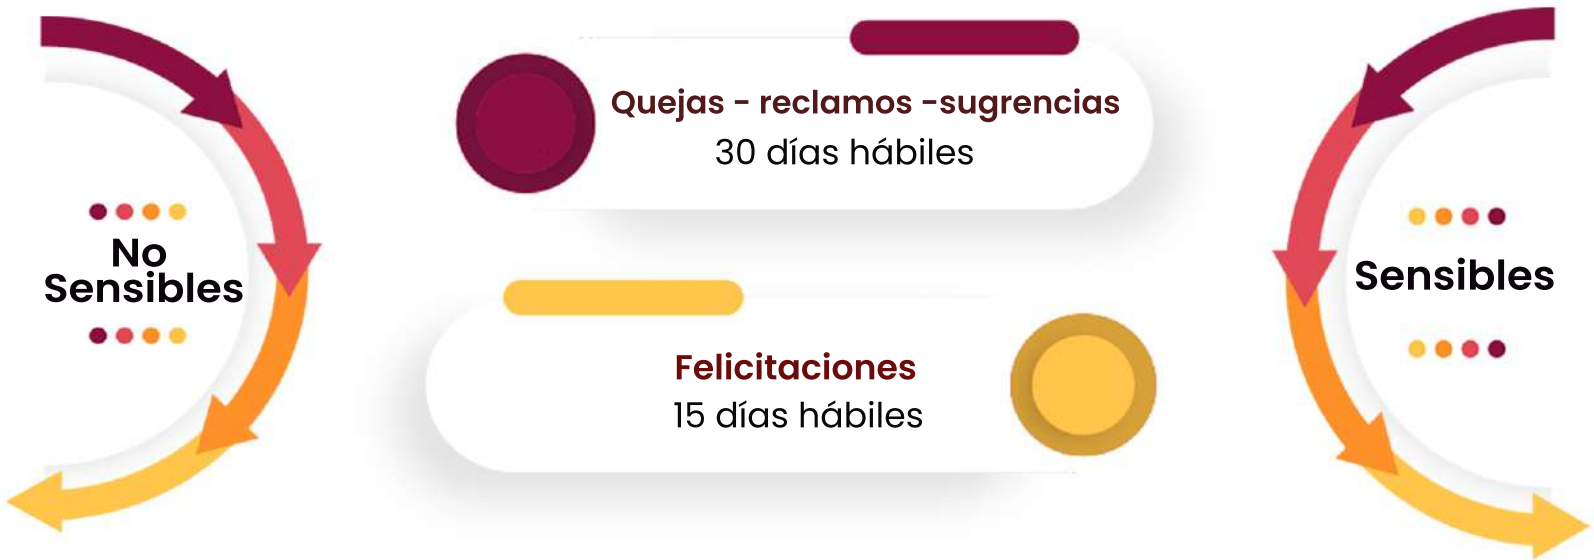 No
Sensibles
Quejas - reclamos -sugrencias
30 días hábiles
Felicitaciones
15 días hábiles
Sensibles